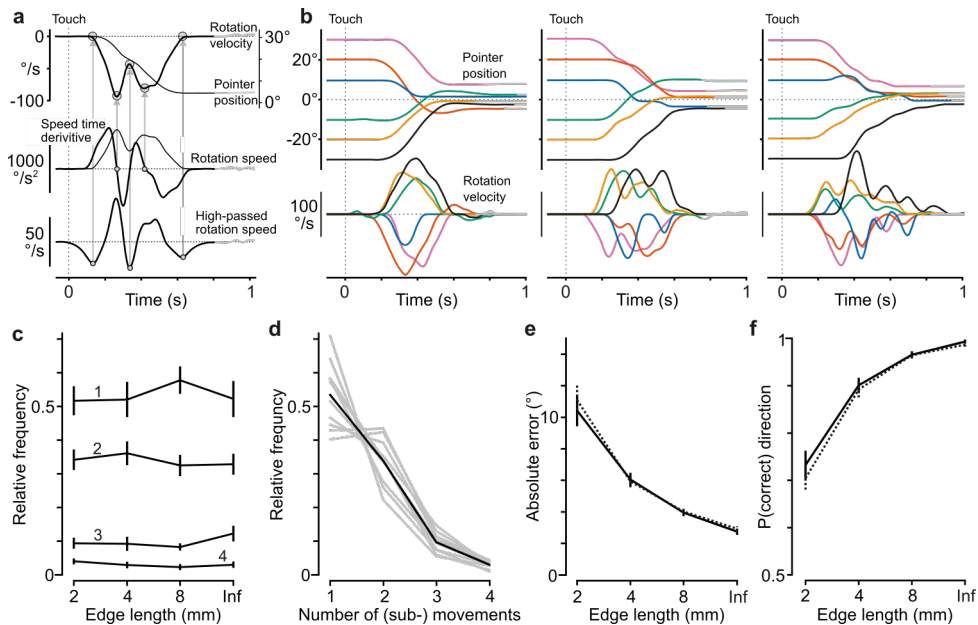 a
Touch
Rotation
velocity
0
30°
°/s
Pointer
position
-100
0°
Speed time
derivative
1000
°/s2
Rotation speed
High-passed
rotation speed
50
°/s
0
1
Time (s)
b
Touch
Touch
Touch
20°
0°
-20°
Pointer
position
Rotation
velocity
100
°/s
0
1
0
1
0
1
Time (s)
Time (s)
Time (s)
c
Relative frequency
0.5
0
1
2
3
4
2
4
8
Inf
Edge length (mm)
d
Relative frequuncy
0.5
0
1
2
3
4
Number of (sub-) movements
e
Absolute error (°)
10
0
2
4
8
Inf
Edge length (mm)
f
P(correct) direction
1
0.5
2
4
8
Inf
Edge length (mm)